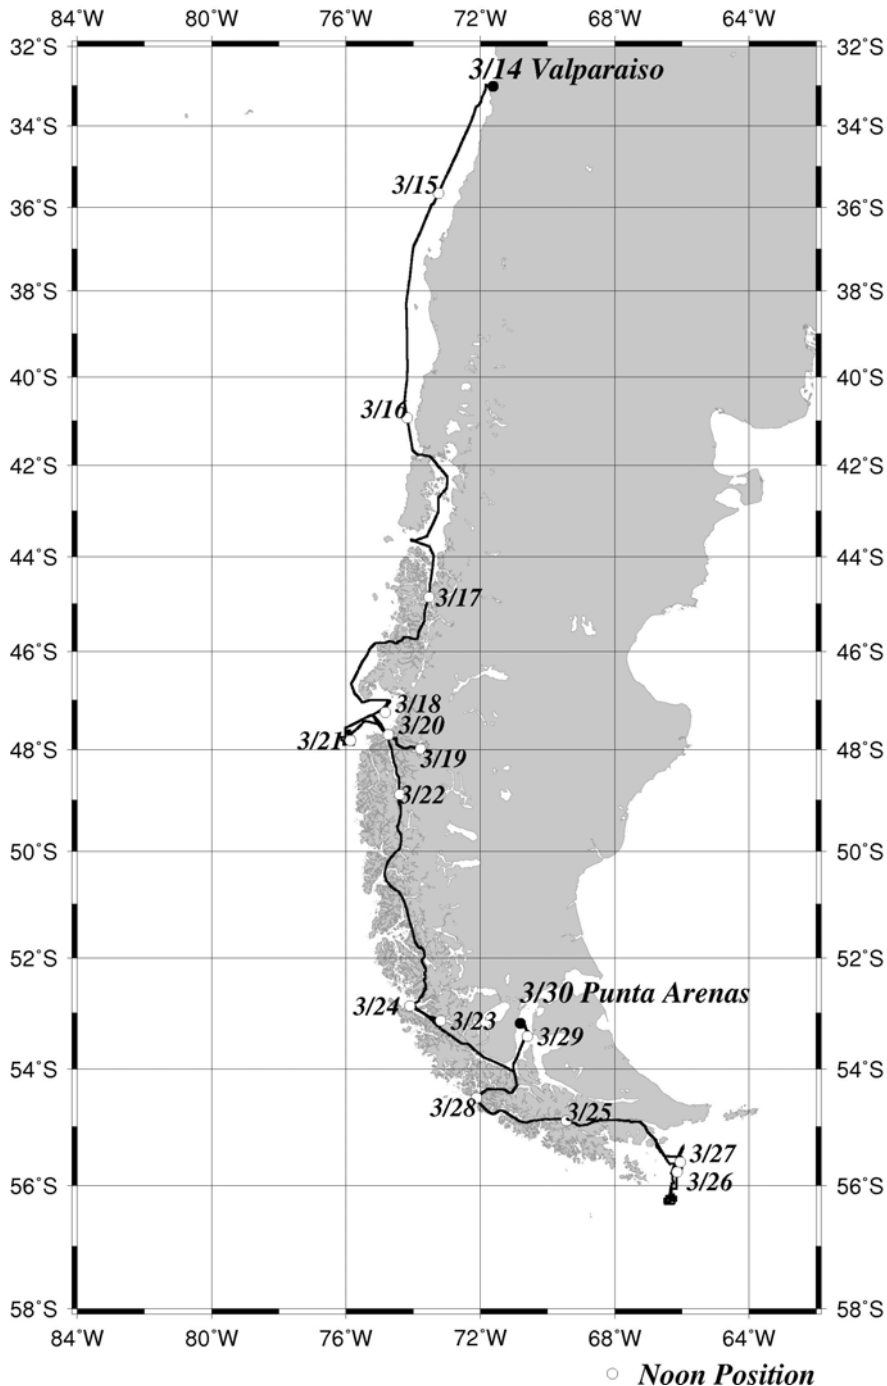 84˚W 80˚W 76˚W 72˚W 68˚W 64˚W
32˚S 32˚S
3/14 Valparaiso
34˚S 34˚S
3/15
36˚S 36˚S
38˚S 38˚S
40˚S 40˚S
3/16
42˚S 42˚S
44˚S 44˚S
3/17
46˚S 46˚S
3/18
3/20
3/21
48˚S 48˚S
3/19
3/22
50˚S 50˚S
52˚S 52˚S
3/30 Punta Arenas
3/24
3/23
3/29
54˚S 54˚S
3/28
3/25
3/27
3/26
56˚S 56˚S
58˚S 58˚S
84˚W 80˚W 76˚W 72˚W 68˚W 64˚W
Noon Position